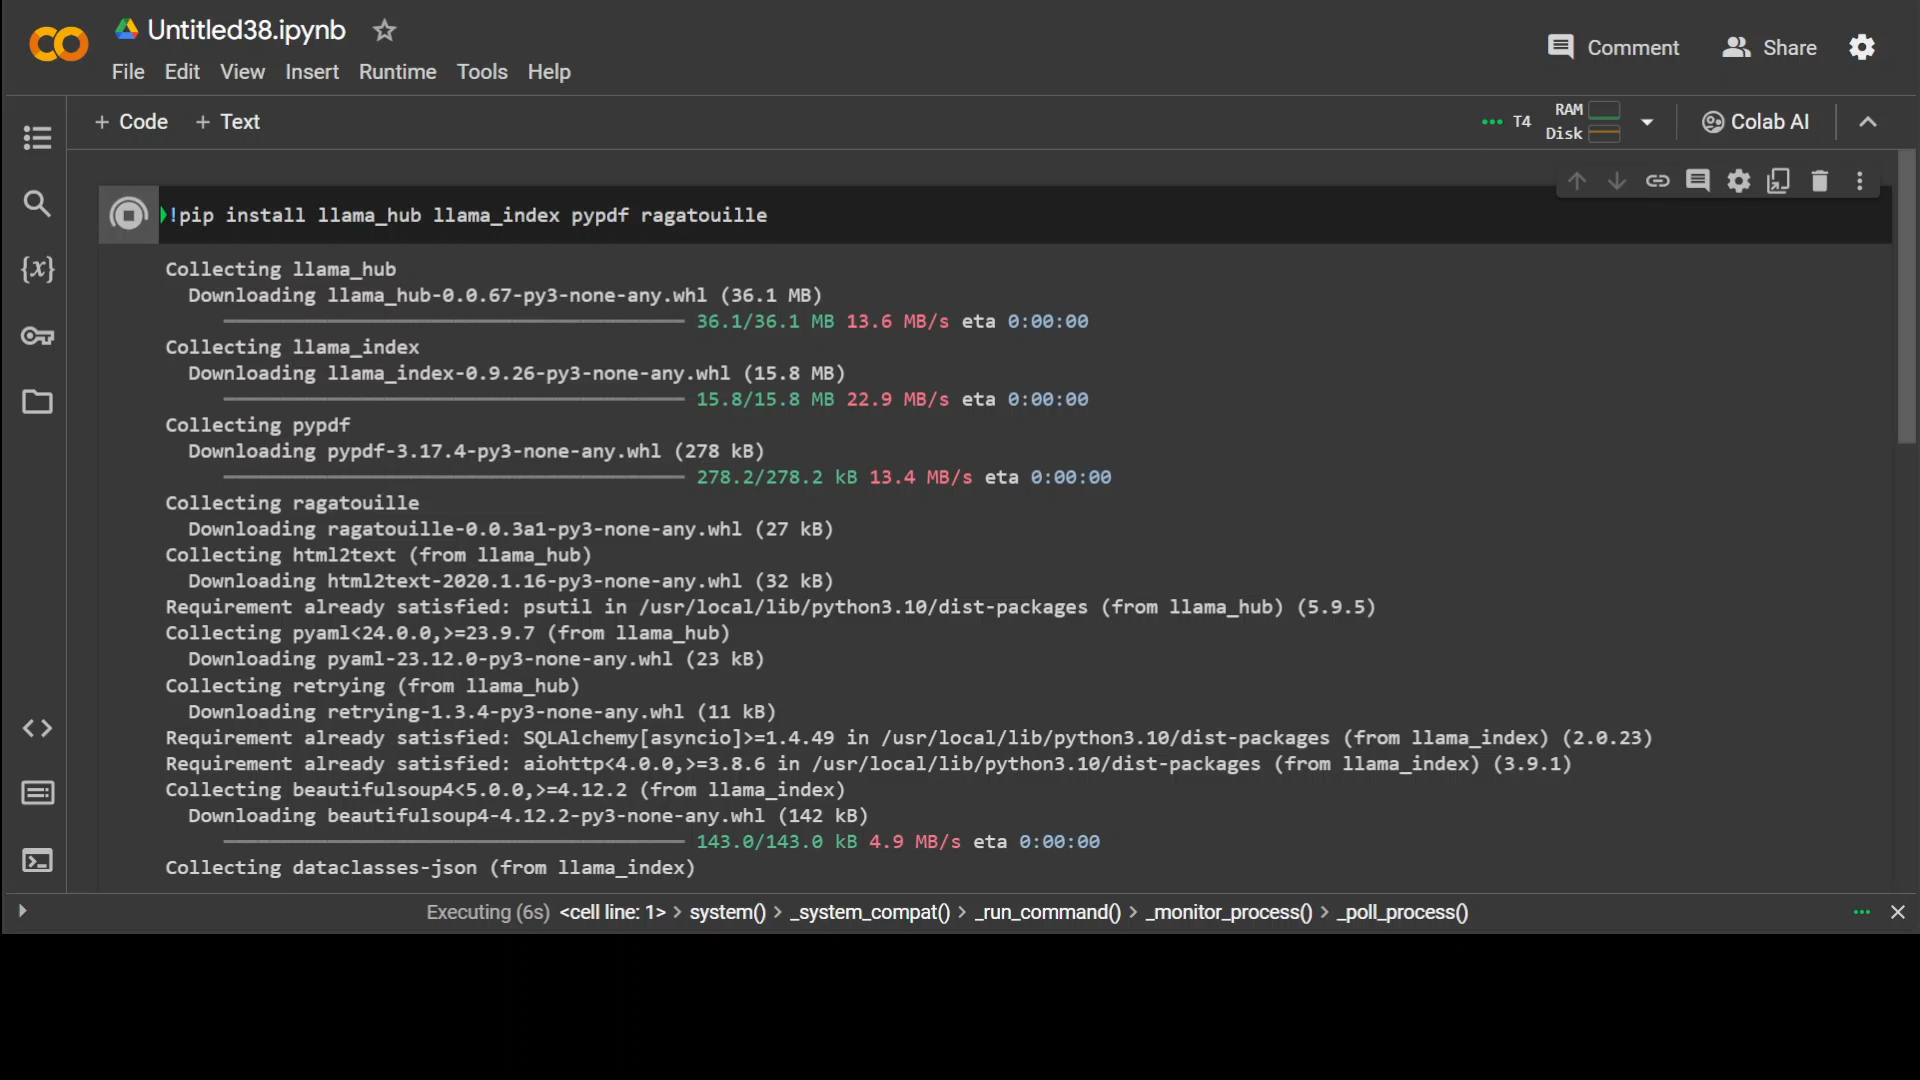 Untitled38.ipynb
File Edit View Insert Runtime Tools Help
Comment Share
+ Code + Text
T4 RAM Disk Colab AI
!pip install llama_hub llama_index pypdf ragatouille
Collecting llama_hub
Downloading llama_hub-0.0.67-py3-none-any.whl (36.1 MB)
36.1/36.1 MB 13.6 MB/s eta 0:00:00
Collecting llama_index
Downloading llama_index-0.9.26-py3-none-any.whl (15.8 MB)
15.8/15.8 MB 22.9 MB/s eta 0:00:00
Collecting pypdf
Downloading pypdf-3.17.4-py3-none-any.whl (278 kB)
278.2/278.2 kB 13.4 MB/s eta 0:00:00
Collecting ragatouille
Downloading ragatouille-0.0.3a1-py3-none-any.whl (27 kB)
Collecting html2text (from llama_hub)
Downloading html2text-2020.1.16-py3-none-any.whl (32 kB)
Requirement already satisfied: psutil in /usr/local/lib/python3.10/dist-packages (from llama_hub) (5.9.5)
Collecting pyaml<24.0.0,>=23.9.7 (from llama_hub)
Downloading pyaml-23.12.0-py3-none-any.whl (23 kB)
Collecting retrying (from llama_hub)
Downloading retrying-1.3.4-py3-none-any.whl (11 kB)
Requirement already satisfied: SQLAlchemy[asyncio]>=1.4.49 in /usr/local/lib/python3.10/dist-packages (from llama_index) (2.0.23)
Requirement already satisfied: aiohttp<4.0.0,>=3.8.6 in /usr/local/lib/python3.10/dist-packages (from llama_index) (3.9.1)
Collecting beautifulsoup4<5.0.0,>=4.12.2 (from llama_index)
Downloading beautifulsoup4-4.12.2-py3-none-any.whl (142 kB)
143.0/143.0 kB 4.9 MB/s eta 0:00:00
Collecting dataclasses-json (from llama_index)
Executing (6s) <cell line: 1> > system() > _system_compat() > _run_command() > _monitor_process() > _poll_process()